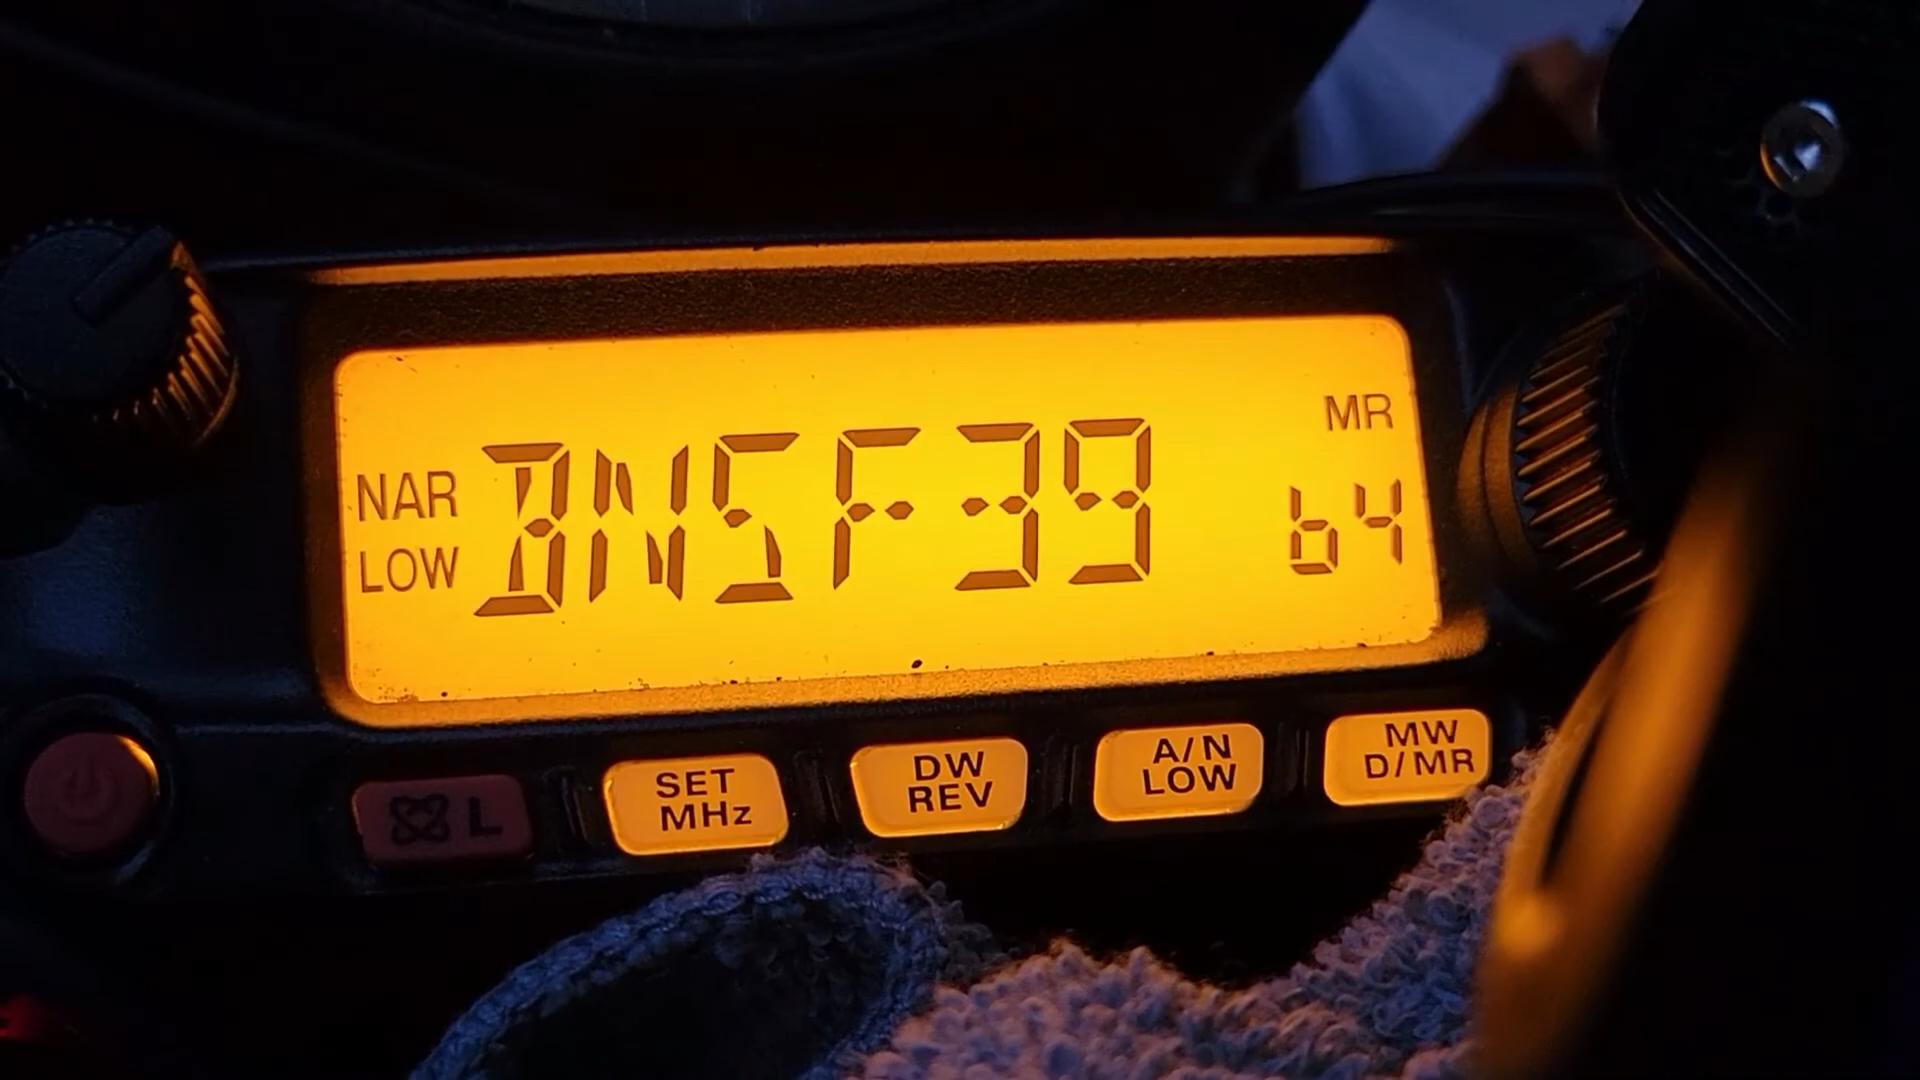 MR
NAR
LOW
BNSF39
64
L
SET
MHz
DW
REV
A/N
LOW
MW
D/MR